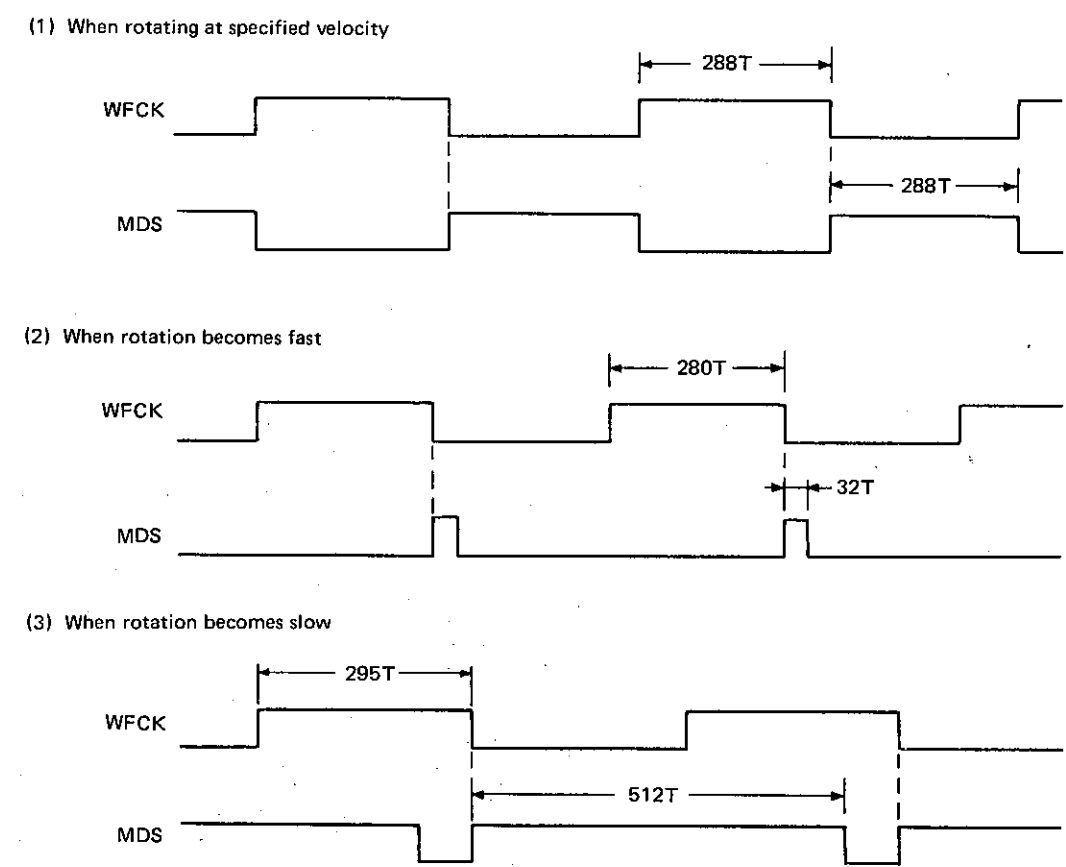 (1) When rotating at specified velocity
288T
WFCK
288T
MDS
(2) When rotation becomes fast
280T
WFCK
32T
MDS
(3) When rotation becomes slow
295T
WFCK
512T
MDS